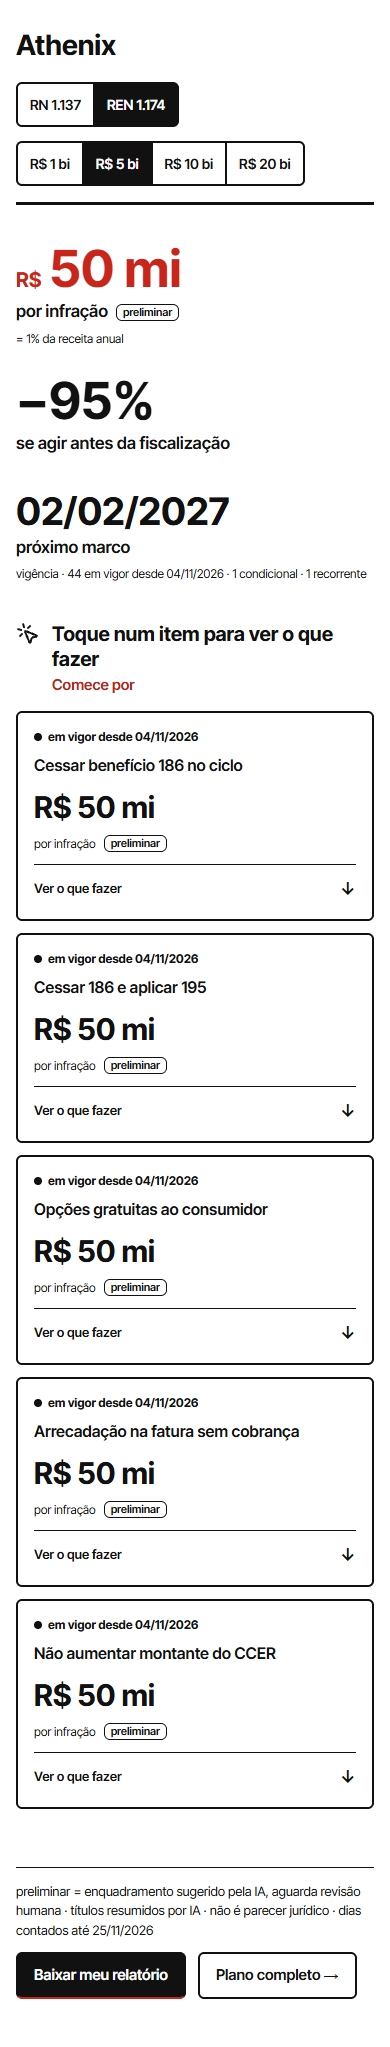 Athenix
RN 1.137
REN 1.174
R$ 1 bi
R$ 5 bi
R$ 10 bi
R$ 20 bi
R$ 50 mi
por infração preliminar
= 1% da receita anual
−95%
se agir antes da fiscalização
02/02/2027
próximo marco
vigência · 44 em vigor desde 04/11/2026 · 1 condicional · 1 recorrente
Toque num item para ver o que
fazer
Comece por
em vigor desde 04/11/2026
Cessar benefício 186 no ciclo
R$ 50 mi
por infração preliminar
Ver o que fazer ↓
em vigor desde 04/11/2026
Cessar 186 e aplicar 195
R$ 50 mi
por infração preliminar
Ver o que fazer ↓
em vigor desde 04/11/2026
Opções gratuitas ao consumidor
R$ 50 mi
por infração preliminar
Ver o que fazer ↓
em vigor desde 04/11/2026
Arrecadação na fatura sem cobrança
R$ 50 mi
por infração preliminar
Ver o que fazer ↓
em vigor desde 04/11/2026
Não aumentar montante do CCER
R$ 50 mi
por infração preliminar
Ver o que fazer ↓
preliminar = enquadramento sugerido pela IA, aguarda revisão
humana · títulos resumidos por IA · não é parecer jurídico · dias
contados até 25/11/2026
Baixar meu relatório
Plano completo →